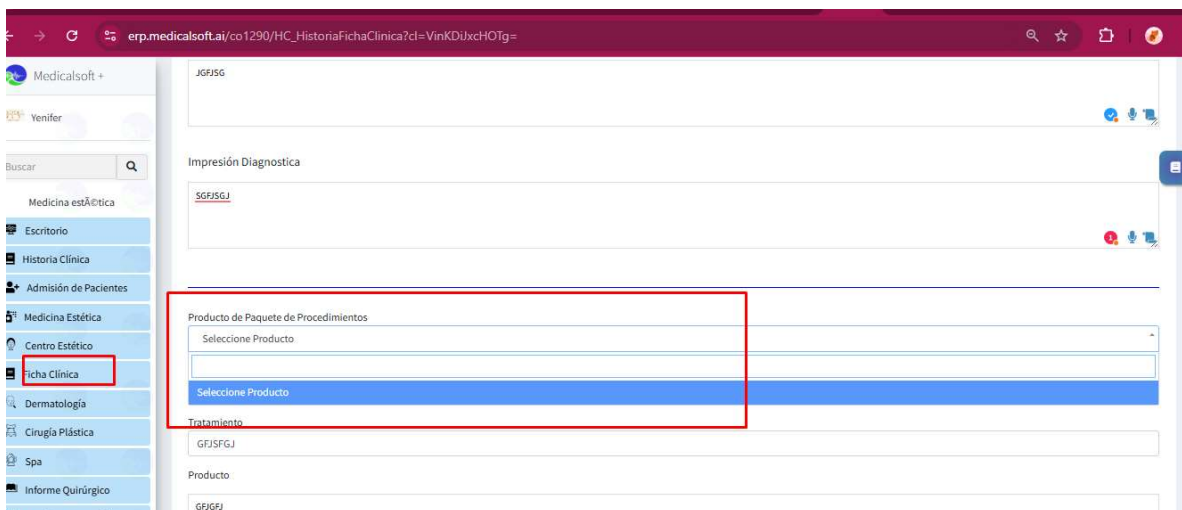 erp.medicalsoft.ai/co1290/HC_HistoriaFichaClinica?cl=VinKDiJxcHOTg=
Medicalsoft +
Yenifer
Buscar
Medicina estÃ©tica
Escritorio
Historia Clínica
Admisión de Pacientes
Medicina Estética
Centro Estético
Ficha Clínica
Dermatología
Cirugía Plástica
Spa
Informe Quirúrgico
JGFJSG
Impresión Diagnostica
SGFJSGJ
1
Producto de Paquete de Procedimientos
Seleccione Producto
Seleccione Producto
Tratamiento
GFJSFGJ
Producto
GFJGFJ